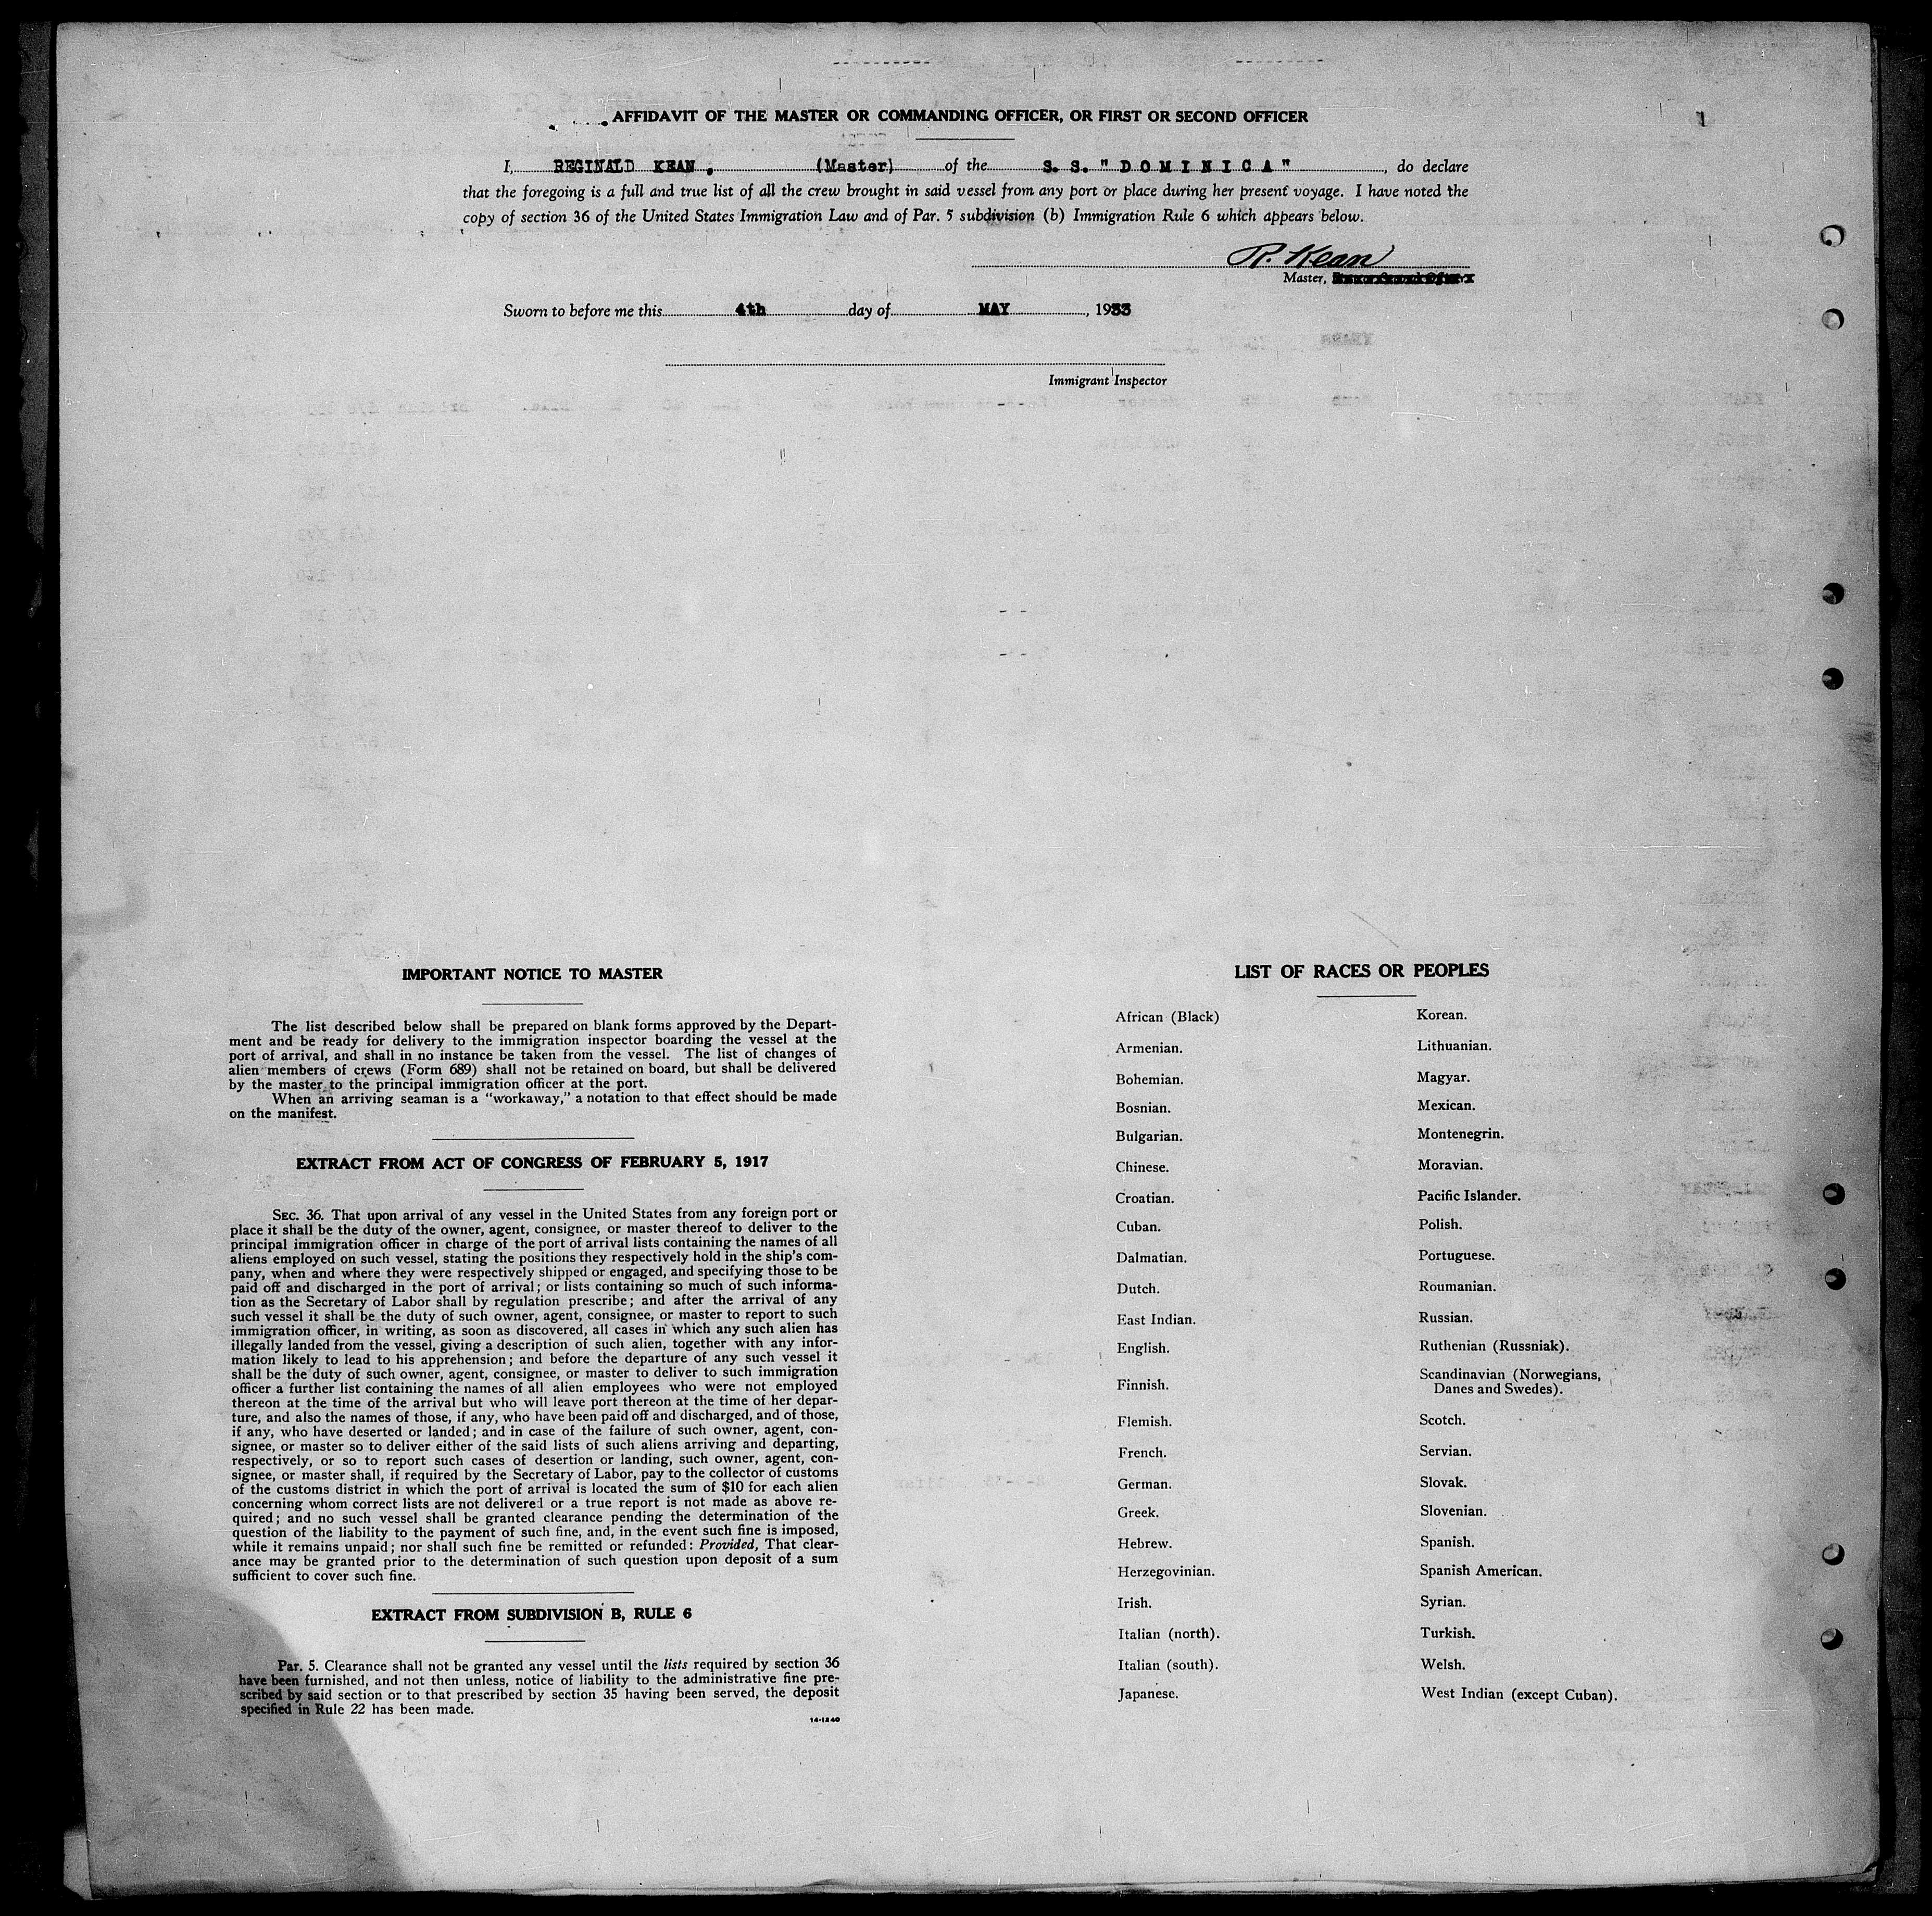 AFFIDAVIT OF THE MASTER OR COMMANDING OFFICER, OR FIRST OR SECOND OFFICER
I, REGINALD KEAN, (Master) of the S. S. "DOMINICA", do declare
that the foregoing is a full and true list of all the crew brought in said vessel from any port or place during her present voyage. I have noted the
copy of section 36 of the United States Immigration Law and of Par. 5 subdivision (b) Immigration Rule 6 which appears below.
R. Kean
Master,
Sworn to before me this 4th day of MAY, 1933
Immigrant Inspector
IMPORTANT NOTICE TO MASTER
The list described below shall be prepared on blank forms approved by the Depart-
ment and be ready for delivery to the immigration inspector boarding the vessel at the
port of arrival, and shall in no instance be taken from the vessel. The list of changes of
alien members of crews (Form 689) shall not be retained on board, but shall be delivered
by the master to the principal immigration officer at the port.
When an arriving seaman is a "workaway," a notation to that effect should be made
on the manifest.
EXTRACT FROM ACT OF CONGRESS OF FEBRUARY 5, 1917
SEC. 36. That upon arrival of any vessel in the United States from any foreign port or
place it shall be the duty of the owner, agent, consignee, or master thereof to deliver to the
principal immigration officer in charge of the port of arrival lists containing the names of all
aliens employed on such vessel, stating the positions they respectively hold in the ship's com-
pany, when and where they were respectively shipped or engaged, and specifying those to be
paid off and discharged in the port of arrival; or lists containing so much of such informa-
tion as the Secretary of Labor shall by regulation prescribe; and after the arrival of any
such vessel it shall be the duty of such owner, agent, consignee, or master to report to such
immigration officer, in writing, as soon as discovered, all cases in which any such alien has
illegally landed from the vessel, giving a description of such alien, together with any infor-
mation likely to lead to his apprehension; and before the departure of any such vessel it
shall be the duty of such owner, agent, consignee, or master to deliver to such immigration
officer a further list containing the names of all alien employees who were not employed
thereon at the time of the arrival but who will leave port thereon at the time of her depar-
ture, and also the names of those, if any, who have been paid off and discharged, and of those,
if any, who have deserted or landed; and in case of the failure of such owner, agent, con-
signee, or master so to deliver either of the said lists of such aliens arriving and departing,
respectively, or so to report such cases of desertion or landing, such owner, agent, con-
signee, or master shall, if required by the Secretary of Labor, pay to the collector of customs
of the customs district in which the port of arrival is located the sum of $10 for each alien
concerning whom correct lists are not delivered or a true report is not made as above re-
quired; and no such vessel shall be granted clearance pending the determination of the
question of the liability to the payment of such fine, and, in the event such fine is imposed,
while it remains unpaid; nor shall such fine be remitted or refunded: Provided, That clear-
ance may be granted prior to the determination of such question upon deposit of a sum
sufficient to cover such fine.
EXTRACT FROM SUBDIVISION B, RULE 6
Par. 5. Clearance shall not be granted any vessel until the lists required by section 36
have been furnished, and not then unless, notice of liability to the administrative fine pre-
scribed by said section or to that prescribed by section 35 having been served, the deposit
specified in Rule 22 has been made.
14-1240
LIST OF RACES OR PEOPLES
African (Black)
Armenian.
Bohemian.
Bosnian.
Bulgarian.
Chinese.
Croatian.
Cuban.
Dalmatian.
Dutch.
East Indian.
English.
Finnish.
Flemish.
French.
German.
Greek.
Hebrew.
Herzegovinian.
Irish.
Italian (north).
Italian (south).
Japanese.
Korean.
Lithuanian.
Magyar.
Mexican.
Montenegrin.
Moravian.
Pacific Islander.
Polish.
Portuguese.
Roumanian.
Russian.
Ruthenian (Russniak).
Scandinavian (Norwegians,
Danes and Swedes).
Scotch.
Servian.
Slovak.
Slovenian.
Spanish.
Spanish American.
Syrian.
Turkish.
Welsh.
West Indian (except Cuban).